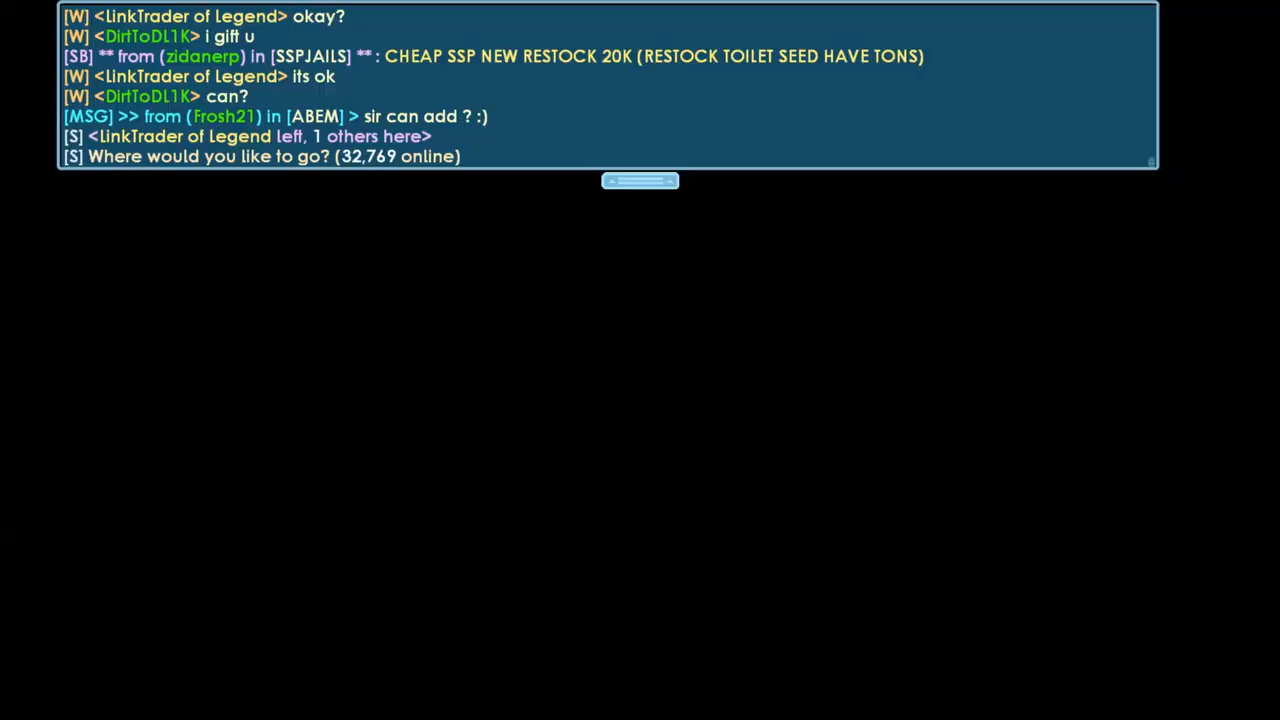 [W] <LinkTrader of Legend> okay?
[W] <DirtToDL1K> i gift u
[SB] ** from (zidanerp) in [SSPJAILS] ** : CHEAP SSP NEW RESTOCK 20K (RESTOCK TOILET SEED HAVE TONS)
[W] <LinkTrader of Legend> its ok
[W] <DirtToDL1K> can?
[MSG] >> from (Frosh21) in [ABEM] > sir can add ? :)
[S] <LinkTrader of Legend left, 1 others here>
[S] Where would you like to go? (32,769 online)